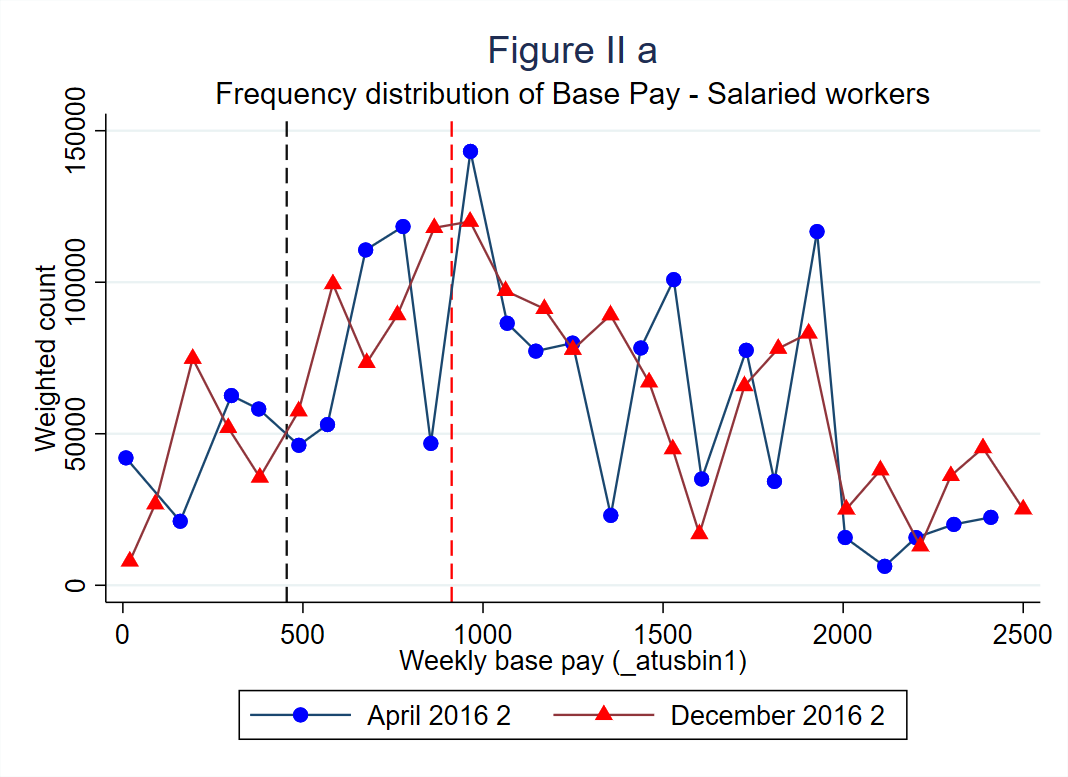 Figure II a
Frequency distribution of Base Pay - Salaried workers
150000
100000
50000
0
Weighted count
0 500 1000 1500 2000 2500
Weekly base pay (_atusbin1)
April 2016 2 December 2016 2